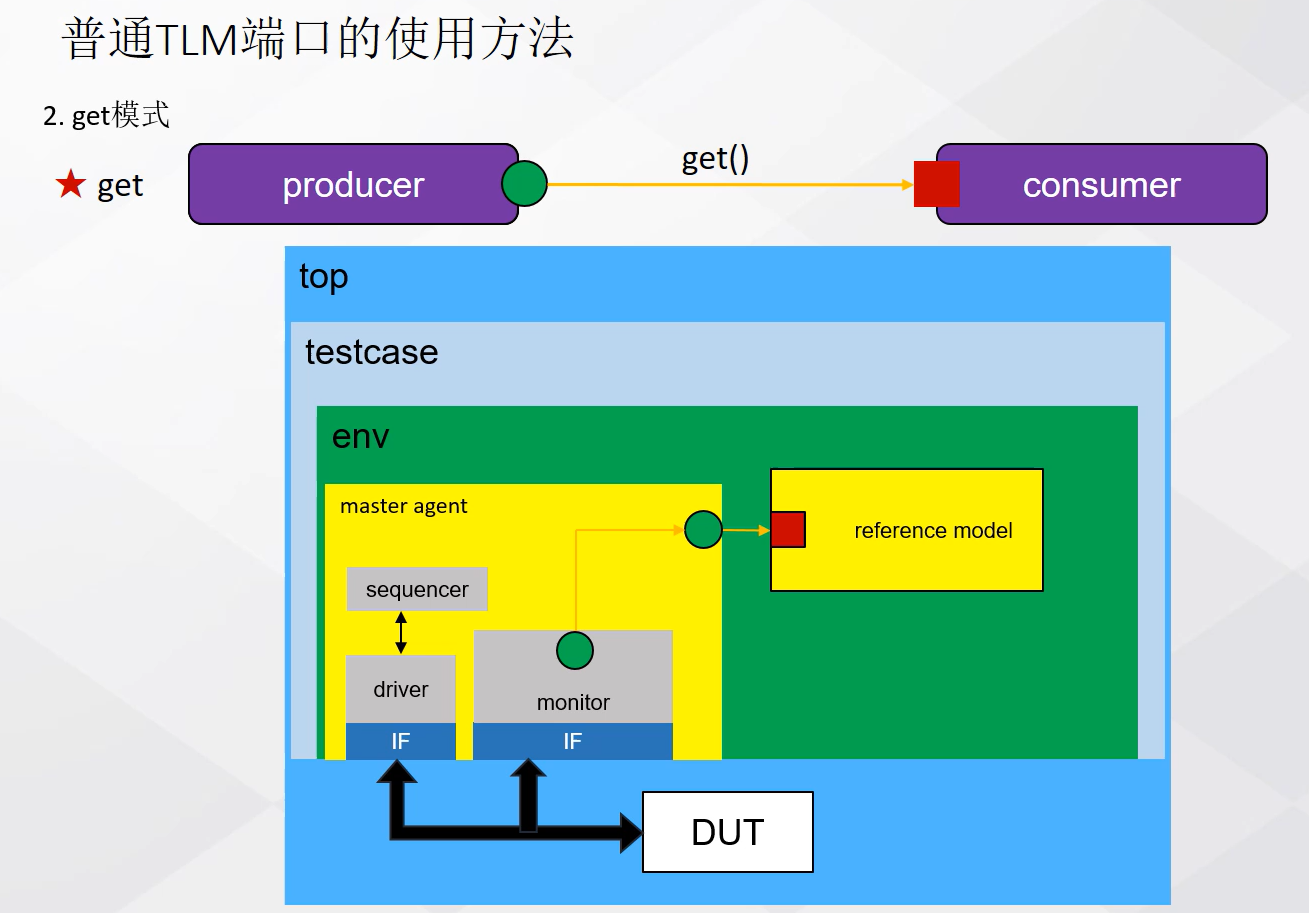 普通TLM端口的使用方法
2. get模式
★ get
producer
get()
consumer
top
testcase
env
master agent
reference model
sequencer
driver
monitor
IF
IF
DUT